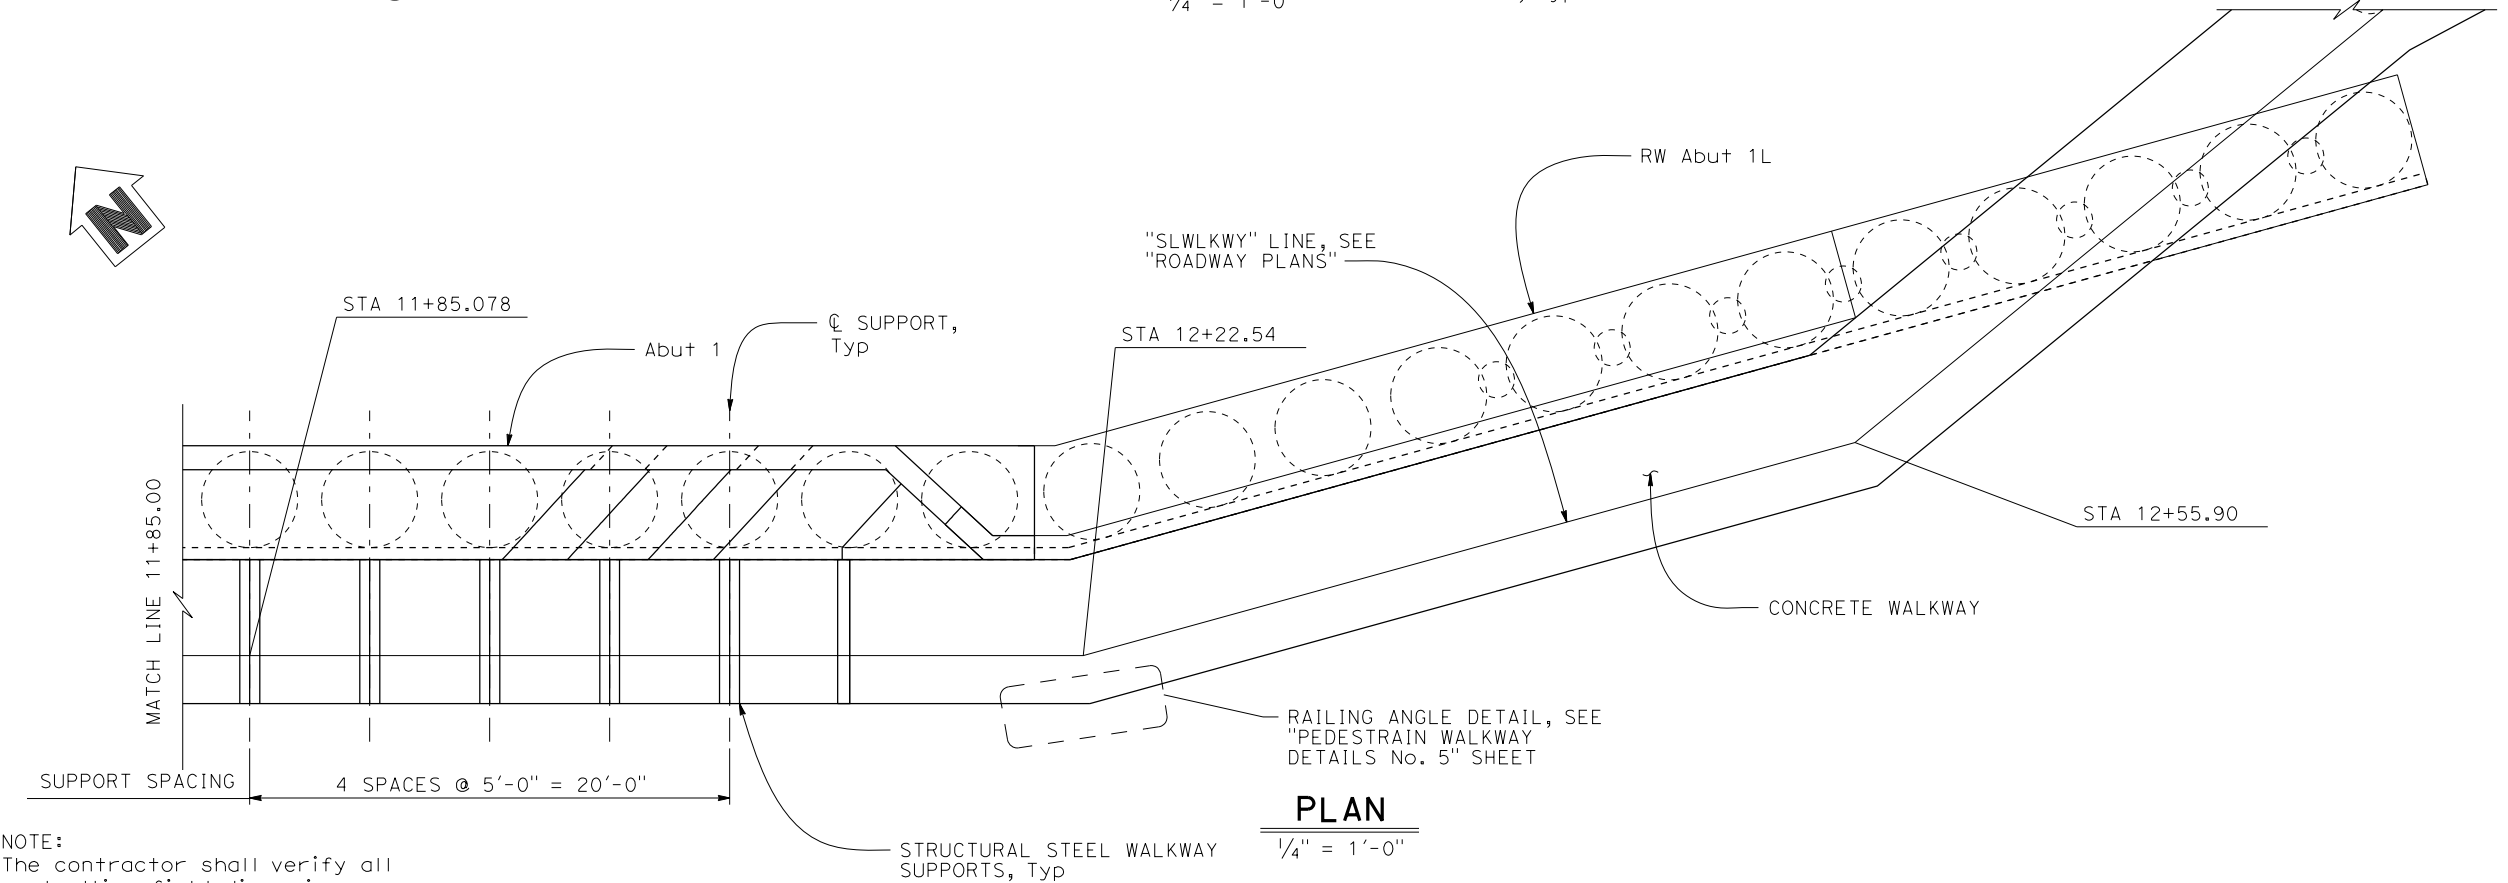 N
RW Abut 1L
"SLWLKWY" LINE, SEE
"ROADWAY PLANS"
STA 11+85.078
℄ SUPPORT,
Typ
STA 12+22.54
Abut 1
MATCH LINE 11+85.00
STA 12+55.90
CONCRETE WALKWAY
RAILING ANGLE DETAIL, SEE
"PEDESTRAIN WALKWAY
DETAILS No. 5" SHEET
SUPPORT SPACING
4 SPACES @ 5'-0" = 20'-0"
PLAN
1/4" = 1'-0"
NOTE:
The contractor shall verify all
STRUCTURAL STEEL WALKWAY
SUPPORTS, Typ